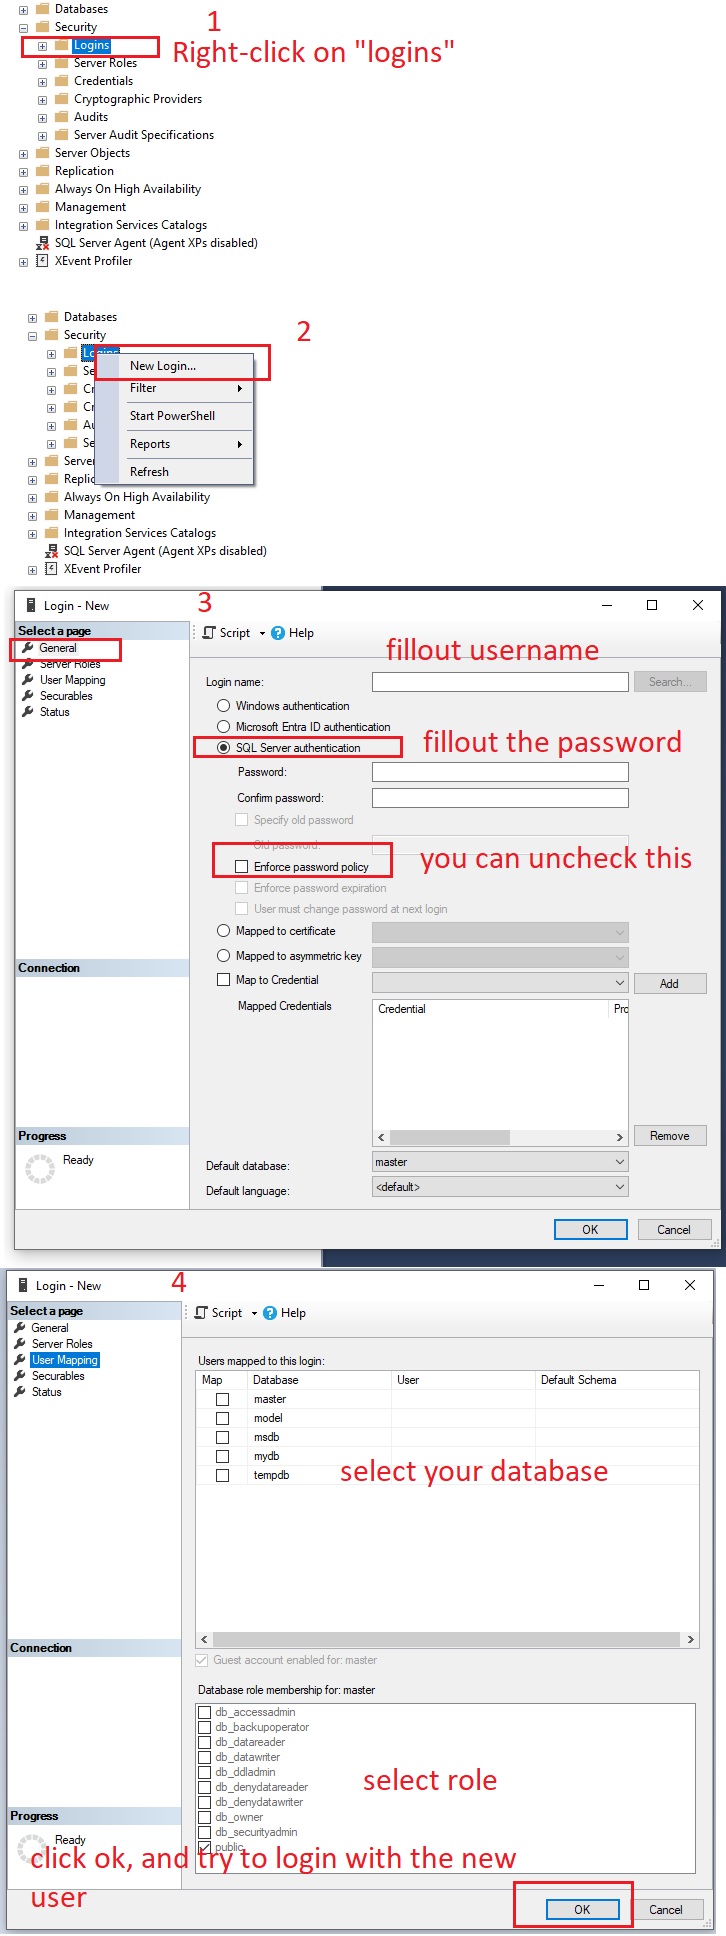 Databases
1
Security
Logins
Right-click on "logins"
Server Roles
Credentials
Cryptographic Providers
Audits
Server Audit Specifications
Server Objects
Replication
Always On High Availability
Management
Integration Services Catalogs
SQL Server Agent (Agent XPs disabled)
XEvent Profiler
Databases
2
Security
Logins
New Login...
Se
Filter
Cr
Cr
Start PowerShell
Au
Se
Reports
Server
Refresh
Replic
Always On High Availability
Management
Integration Services Catalogs
SQL Server Agent (Agent XPs disabled)
XEvent Profiler
Login - New
3
Select a page
General
Server Roles
User Mapping
Securables
Status
Script
Help
fillout username
Login name:
Search...
Windows authentication
Microsoft Entra ID authentication
SQL Server authentication
fillout the password
Password:
Confirm password:
Specify old password
Old password:
you can uncheck this
Enforce password policy
Enforce password expiration
User must change password at next login
Mapped to certificate
Mapped to asymmetric key
Map to Credential
Add
Mapped Credentials
Credential
Pro
Remove
Default database:
master
Default language:
<default>
Connection
Progress
Ready
OK
Cancel
Login - New
4
Select a page
General
Server Roles
User Mapping
Securables
Status
Script
Help
Users mapped to this login:
Map Database User Default Schema
master
model
msdb
mydb
tempdb
select your database
Guest account enabled for: master
Database role membership for: master
db_accessadmin
db_backupoperator
db_datareader
db_datawriter
db_ddladmin
db_denydatareader
db_denydatawriter
db_owner
db_securityadmin
public
select role
Connection
Progress
Ready
click ok, and try to login with the new
user
OK
Cancel